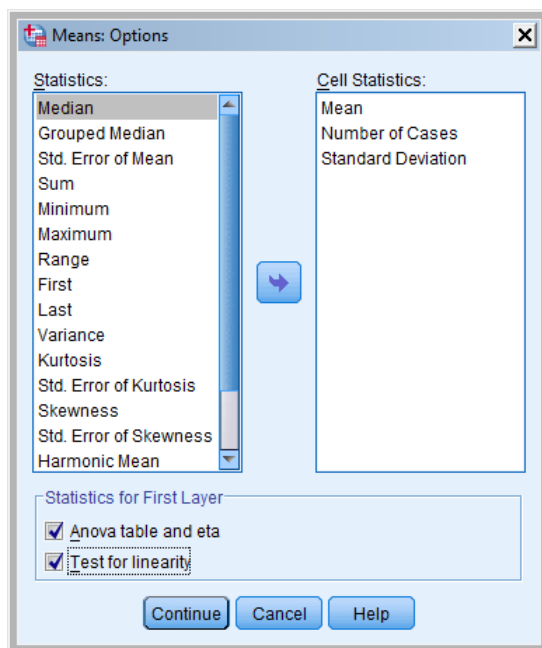 Means: Options
Statistics:
Median
Grouped Median
Std. Error of Mean
Sum
Minimum
Maximum
Range
First
Last
Variance
Kurtosis
Std. Error of Kurtosis
Skewness
Std. Error of Skewness
Harmonic Mean
Cell Statistics:
Mean
Number of Cases
Standard Deviation
Statistics for First Layer
Anova table and eta
Test for linearity
Continue Cancel Help